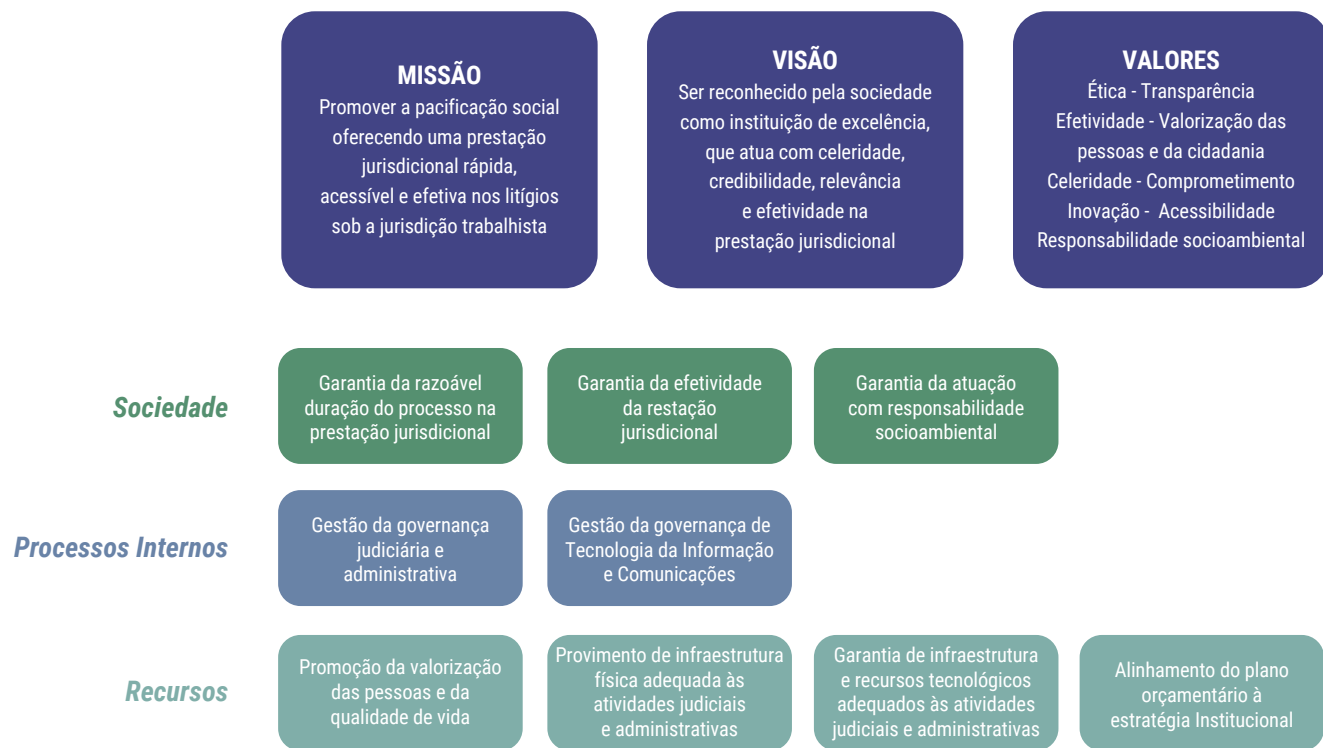 MISSÃO
Promover a pacificação social
oferecendo uma prestação
jurisdicional rápida,
acessível e efetiva nos litígios
sob a jurisdição trabalhista
VISÃO
Ser reconhecido pela sociedade
como instituição de excelência,
que atua com celeridade,
credibilidade, relevância
e efetividade na
prestação jurisdicional
VALORES
Ética - Transparência
Efetividade - Valorização das
pessoas e da cidadania
Celeridade - Comprometimento
Inovação - Acessibilidade
Responsabilidade socioambiental
Sociedade
Garantia da razoável
duração do processo na
prestação jurisdicional
Garantia da efetividade
da restação
jurisdicional
Garantia da atuação
com responsabilidade
socioambiental
Processos Internos
Gestão da governança
judiciária e
administrativa
Gestão da governança de
Tecnologia da Informação
e Comunicações
Recursos
Promoção da valorização
das pessoas e da
qualidade de vida
Provimento de infraestrutura
física adequada às
atividades judiciais
e administrativas
Garantia de infraestrutura
e recursos tecnológicos
adequados às atividades
judiciais e administrativas
Alinhamento do plano
orçamentário à
estratégia Institucional